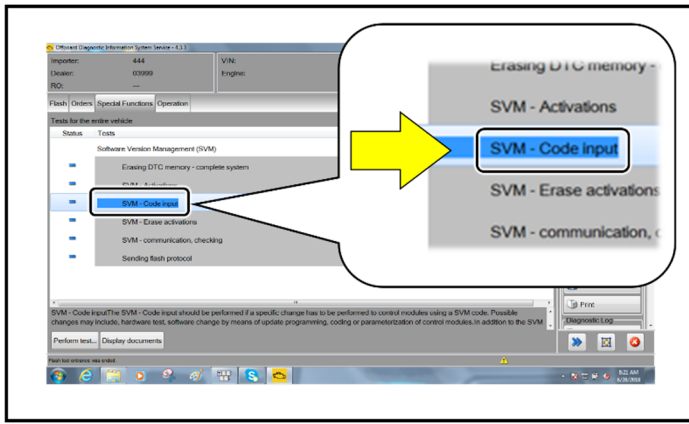 Offboard Diagnostic Information System Service - 4.3.3
Importer: 444 VIN:
Dealer: 03999 Engine:
RO: ---
Flash Orders Special Functions Operation
Tests for the entire vehicle
Status Tests
Software Version Management (SVM)
Erasing DTC memory - complete system
SVM - Activations
SVM - Code input
SVM - Erase activations
SVM - communication, checking
Sending flash protocol
Erasing DTC memory -
SVM - Activations
SVM - Code input
SVM - Erase activations
SVM - communication,
Print
Diagnostic Log
SVM - Code inputThe SVM - Code input should be performed if a specific change has to be performed to control modules using a SVM code. Possible
changes may include, hardware test, software change by means of update programming, coding or parameterization of control modules.In addition to the SVM
Perform test... Display documents
Flash tool entrance was ended.
9:21 AM